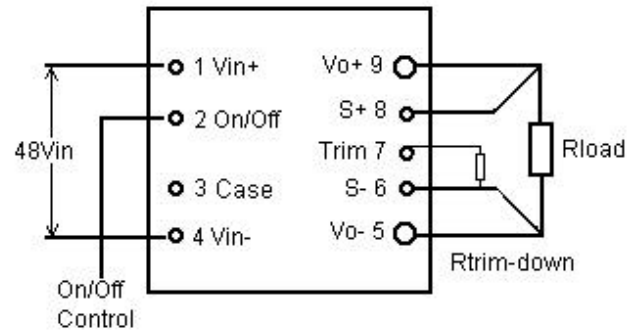 1 Vin+
Vo+ 9
2 On/Off
S+ 8
48Vin
Trim 7
Rload
3 Case
S- 6
4 Vin-
Vo- 5
Rtrim-down
On/Off
Control